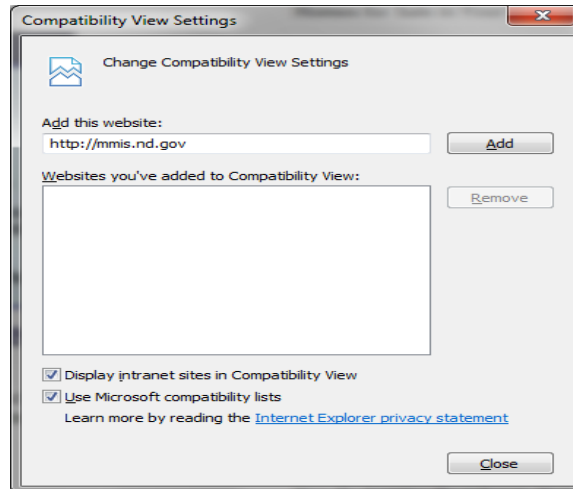 Compatibility View Settings
Change Compatibility View Settings
Add this website:
http://mmis.nd.gov
Add
Websites you've added to Compatibility View:
Remove
Display intranet sites in Compatibility View
Use Microsoft compatibility lists
Learn more by reading the Internet Explorer privacy statement
Close